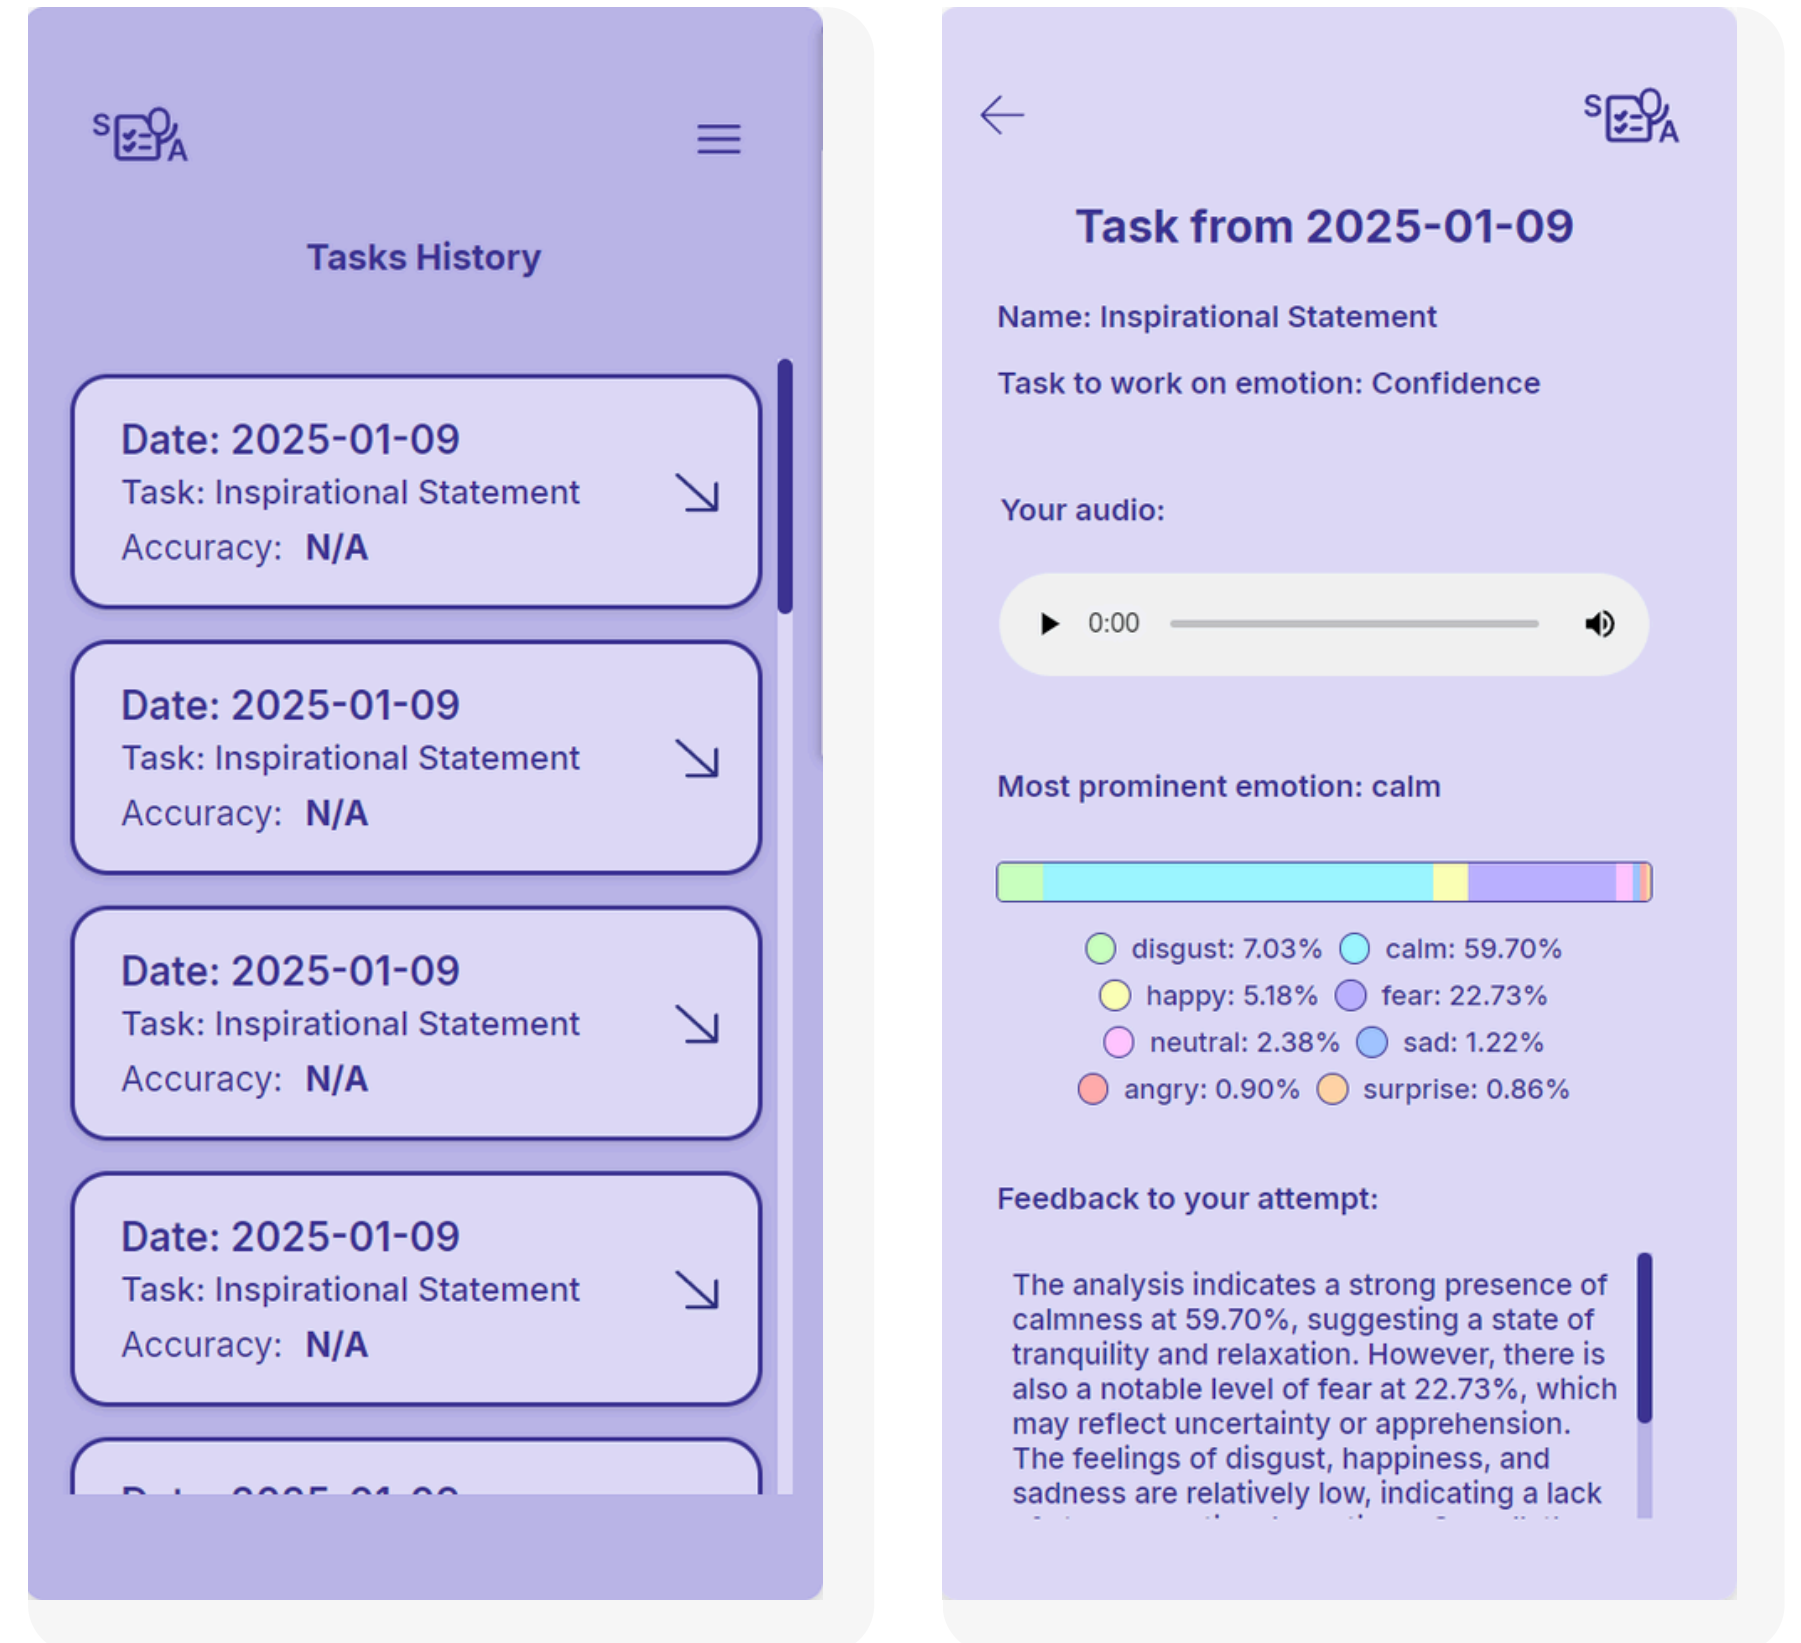 S A
Tasks History
Date: 2025-01-09
Task: Inspirational Statement
Accuracy: N/A
Date: 2025-01-09
Task: Inspirational Statement
Accuracy: N/A
Date: 2025-01-09
Task: Inspirational Statement
Accuracy: N/A
Date: 2025-01-09
Task: Inspirational Statement
Accuracy: N/A
Date: 2025-01-09
S A
Task from 2025-01-09
Name: Inspirational Statement
Task to work on emotion: Confidence
Your audio:
0:00
Most prominent emotion: calm
disgust: 7.03% calm: 59.70%
happy: 5.18% fear: 22.73%
neutral: 2.38% sad: 1.22%
angry: 0.90% surprise: 0.86%
Feedback to your attempt:
The analysis indicates a strong presence of
calmness at 59.70%, suggesting a state of
tranquility and relaxation. However, there is
also a notable level of fear at 22.73%, which
may reflect uncertainty or apprehension.
The feelings of disgust, happiness, and
sadness are relatively low, indicating a lack